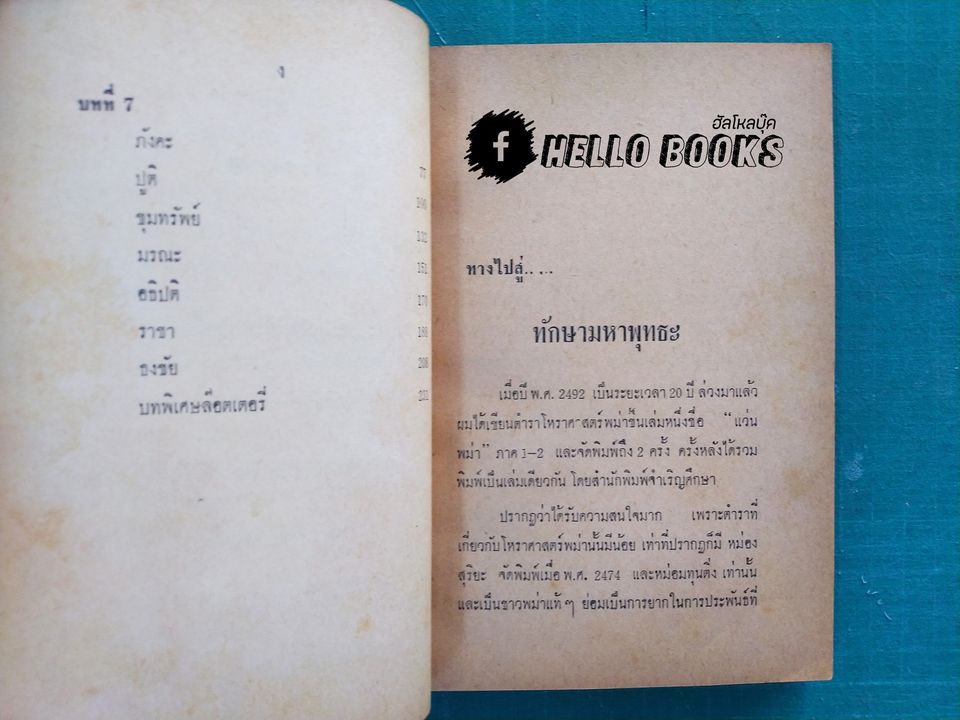 ง
บทที่ 7
ภังคะ
ปูติ 77
ขุมทรัพย์
มรณะ
อธิปติ
ราชา
ธงชัย 208
บทพิเศษล๊อตเตอรี่
ฮัลโหลบุ๊ค
f HELLO BOOKS
ทางไปสู่.. ...
ทักษามหาพุทธะ
เมื่อปี พ.ศ. 2492 เป็นระยะเวลา 20 ปี ล่วงมาแล้ว
ผมได้เขียนตำราโหราศาสตร์พม่าขึ้นเล่มหนึ่งชื่อ “แว่น
พม่า” ภาค 1-2 และจัดพิมพ์ถึง 2 ครั้ง ครั้งหลังได้รวม
พิมพ์เป็นเล่มเดียวกัน โดยสำนักพิมพ์จำเริญศึกษา
ปรากฏว่าได้รับความสนใจมาก เพราะตำราที่
เกี่ยวกับโหราศาสตร์พม่านั้นมีน้อย เท่าที่ปรากฏก็มี หม่อง
สุริยะ จัดพิมพ์เมื่อ พ.ศ. 2474 และหม่อมทุนติ่ง เท่านั้น
และเป็นชาวพม่าแท้ ๆ ย่อมเป็นการยากในการประพันธ์ที่